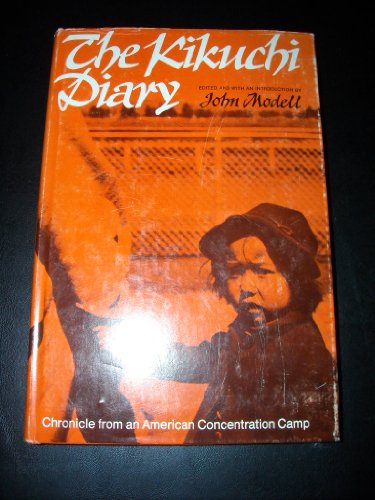 The Kikuchi
Diary
EDITED AND WITH AN INTRODUCTION BY
John Modell
Chronicle from an American Concentration Camp